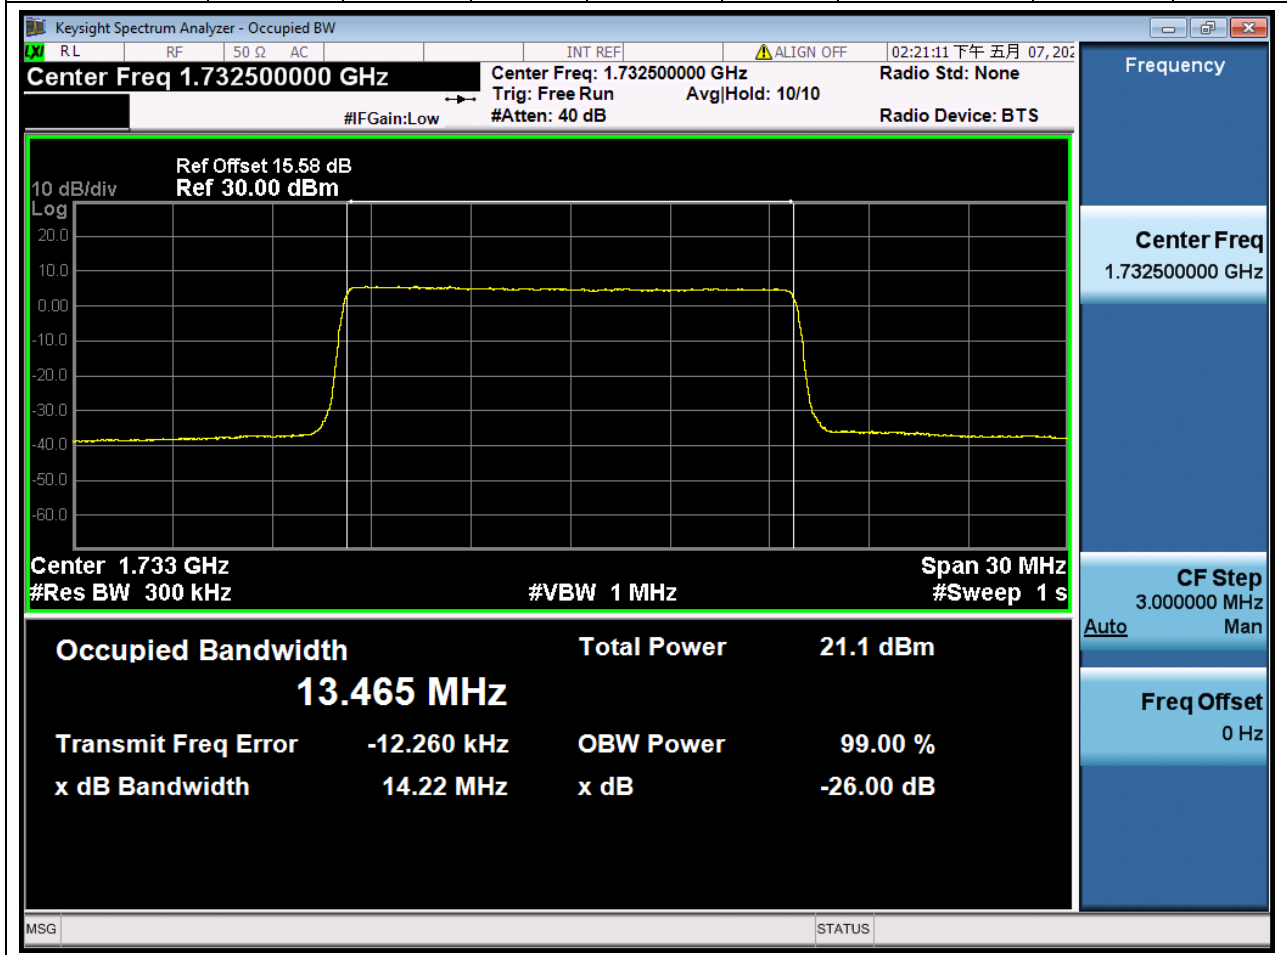 Keysight Spectrum Analyzer - Occupied BW
LXI RL RF 50 Ω AC INT REF ALIGN OFF 02:21:11 下午 五月 07, 202
Center Freq 1.732500000 GHz
Center Freq: 1.732500000 GHz
Radio Std: None
Trig: Free Run Avg|Hold: 10/10
#IFGain:Low
#Atten: 40 dB
Radio Device: BTS
Ref Offset 15.58 dB
10 dB/div Ref 30.00 dBm
Log
20.0
10.0
0.00
-10.0
-20.0
-30.0
-40.0
-50.0
-60.0
Center 1.733 GHz Span 30 MHz
#Res BW 300 kHz #VBW 1 MHz #Sweep 1 s
Occupied Bandwidth Total Power 21.1 dBm
13.465 MHz
Transmit Freq Error -12.260 kHz OBW Power 99.00 %
x dB Bandwidth 14.22 MHz x dB -26.00 dB
MSG STATUS
Frequency
Center Freq
1.732500000 GHz
CF Step
3.000000 MHz
Auto Man
Freq Offset
0 Hz